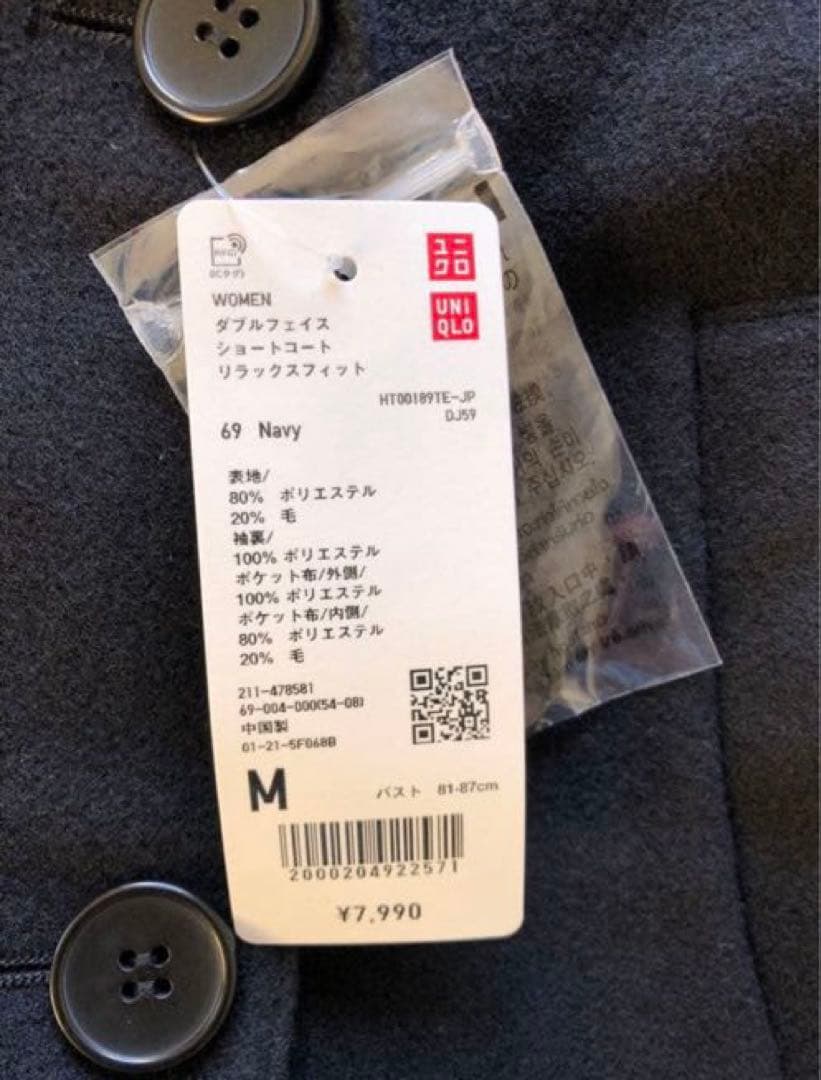 RFID
ICタグ
ユニ
クロ
UNI
QLO
WOMEN
ダブルフェイス
ショートコート
リラックスフィット
HT00189TE-JP
DJ59
69 Navy
表地/
80% ポリエステル
20% 毛
袖裏/
100% ポリエステル
ポケット布/外側/
100% ポリエステル
ポケット布/内側/
80% ポリエステル
20% 毛
211-478581
69-004-000(54-08)
中国製
01-21-5F068B
M バスト 81-87cm
2000204922571
¥7,990